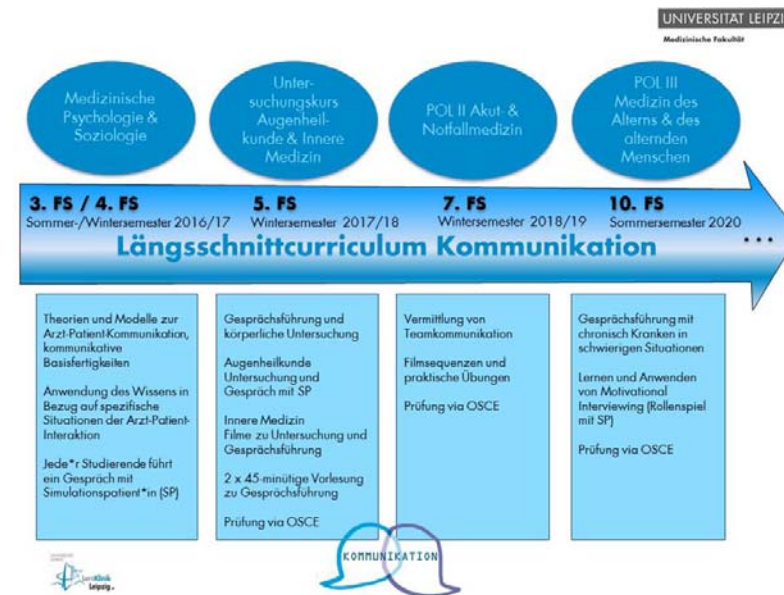 UNIVERSITÄT LEIPZI
Medizinische Fakultät
Medizinische
Psychologie &
Soziologie
Unter-
suchungskurs
Augenheil-
kunde & Innere
Medizin
POL II Akut- &
Notfallmedizin
POL III
Medizin des
Alterns & des
alternden
Menschen
3. FS / 4. FS
Sommer-/Wintersemester 2016/17
5. FS
Wintersemester 2017/18
7. FS
Wintersemester 2018/19
10. FS
Sommersemester 2020
...
Längsschnittcurriculum Kommunikation
Theorien und Modelle zur
Arzt-Patient-Kommunikation,
kommunikative
Basisfertigkeiten
Anwendung des Wissens in
Bezug auf spezifische
Situationen der Arzt-Patient-
Interaktion
Jede*r Studierende führt
ein Gespräch mit
Simulationspatient*in (SP)
Gesprächsführung und
körperliche Untersuchung
Augenheilkunde
Untersuchung und
Gespräch mit SP
Innere Medizin
Filme zu Untersuchung und
Gesprächsführung
2 x 45-minütige Vorlesung
zu Gesprächsführung
Prüfung via OSCE
Vermittlung von
Teamkommunikation
Filmsequenzen und
praktische Übungen
Prüfung via OSCE
Gesprächsführung mit
chronisch Kranken in
schwierigen Situationen
Lernen und Anwenden
von Motivational
Interviewing (Rollenspiel
mit SP)
Prüfung via OSCE
KOMMUNIKATION
LernKlinik
Leipzig